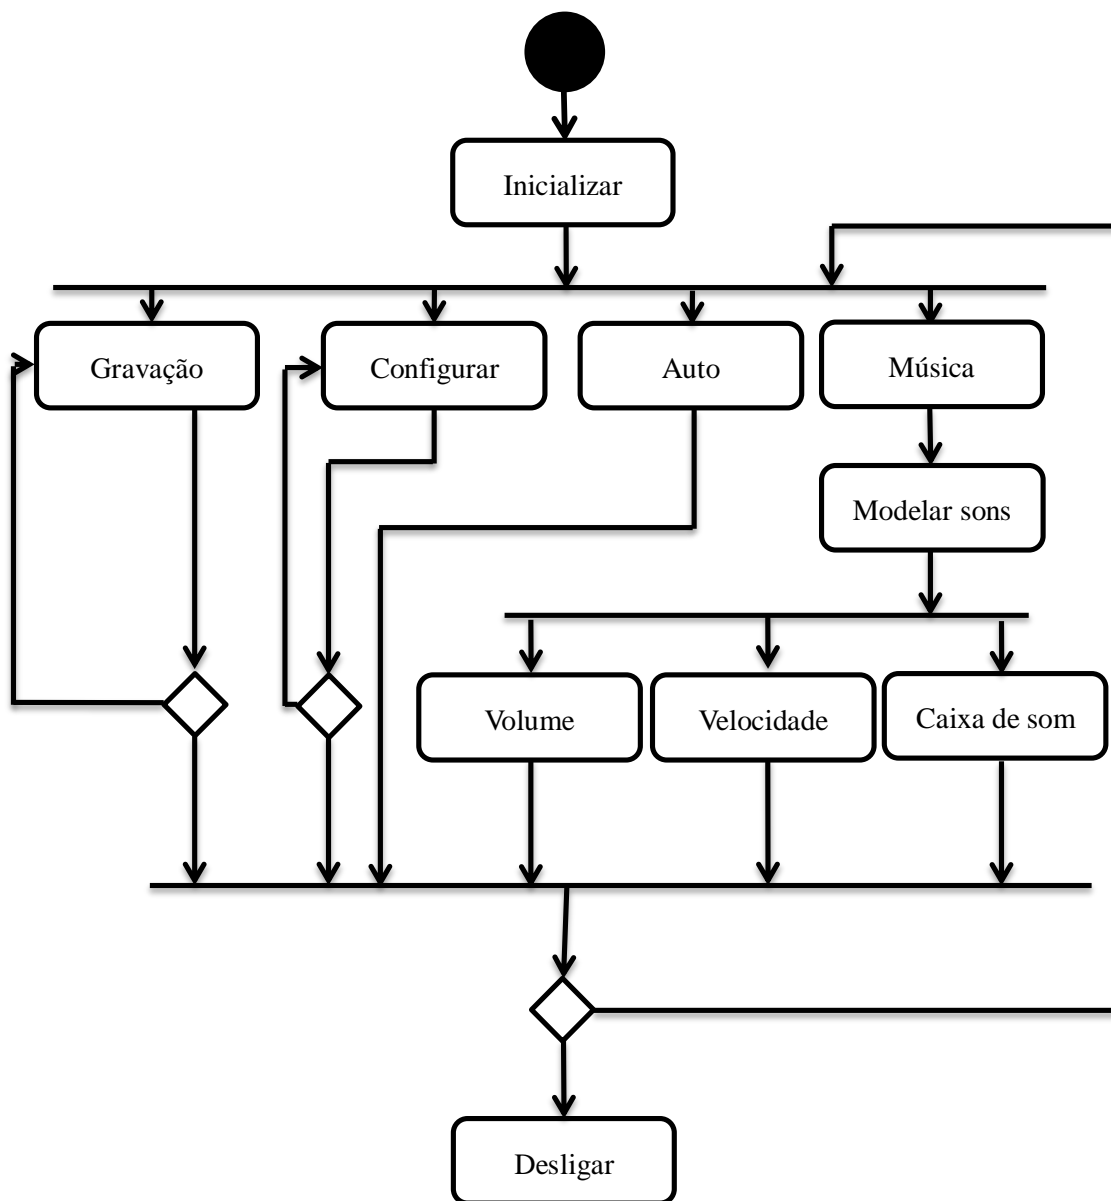 Inicializar
Gravação
Configurar
Auto
Música
Modelar sons
Volume
Velocidade
Caixa de som
Desligar